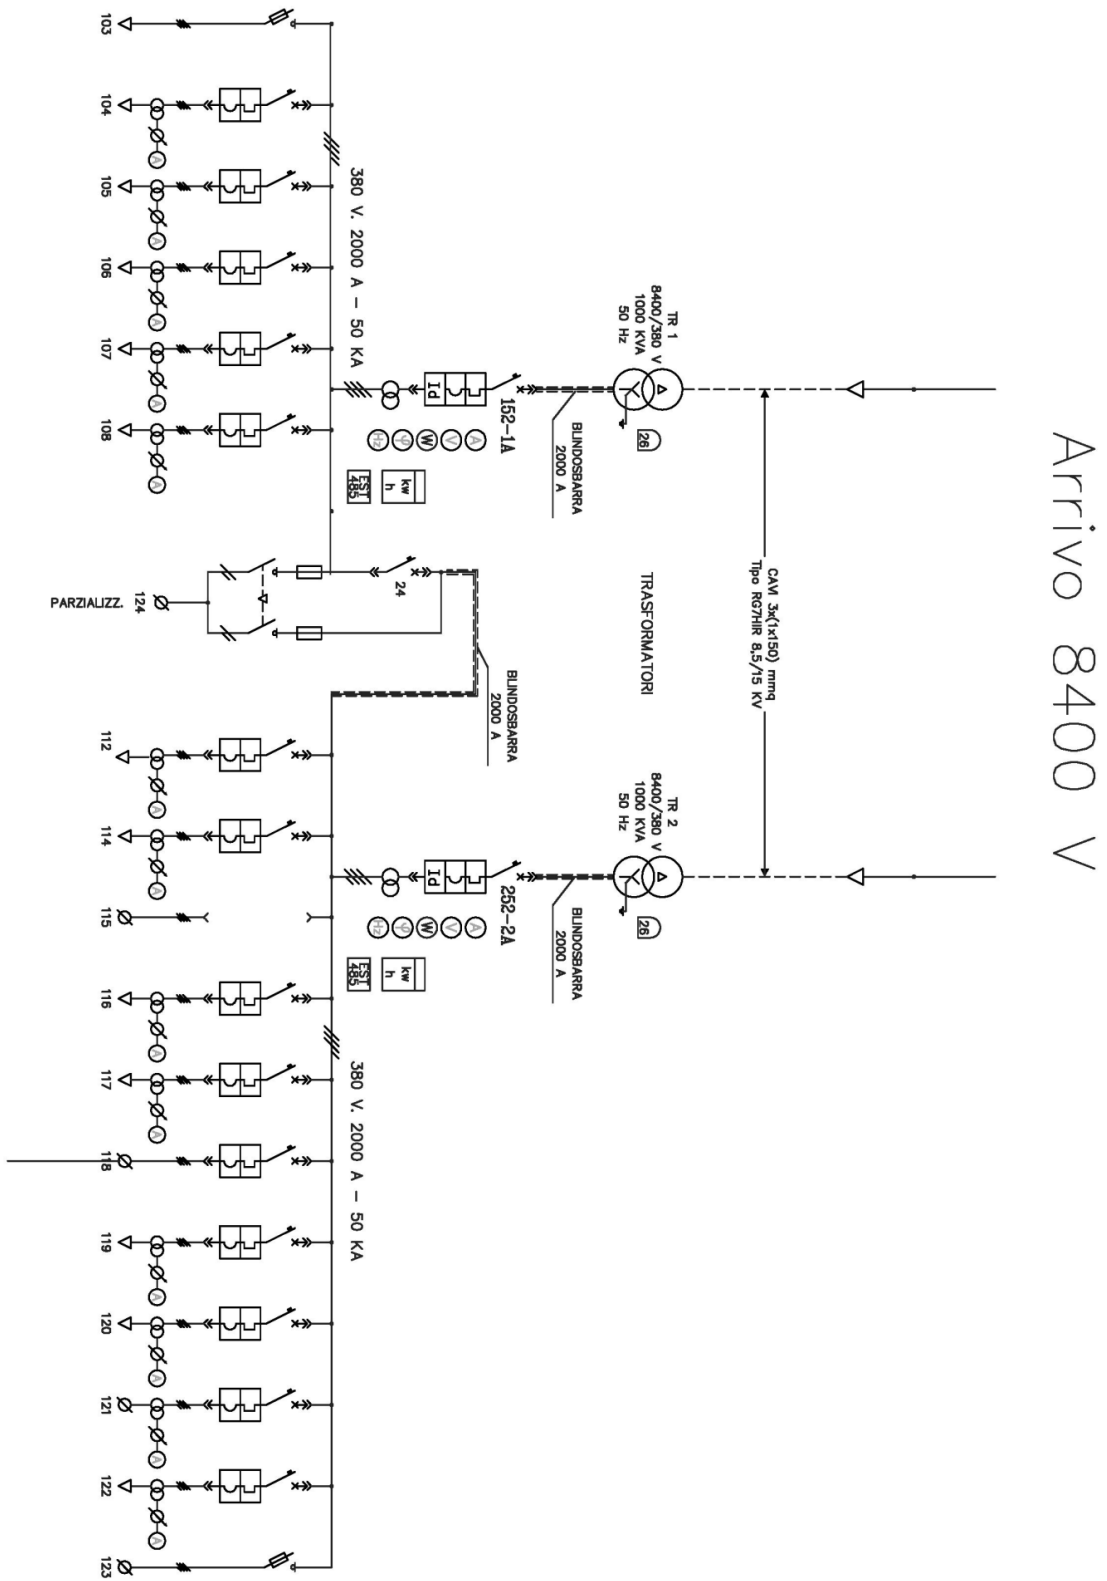 Arrivo 8400 V
CAVI 3x(1x150) mmq
Tipo RG7HIR 8,5/15 KV
TR 1
8400/380 V
1000 KVA
50 Hz
26
TRASFORMATORI
TR 2
8400/380 V
1000 KVA
50 Hz
26
BLINDOSBARRA
2000 A
BLINDOSBARRA
2000 A
BLINDOSBARRA
2000 A
152-1A
Id
A
V
W
φ
Hz
kw
h
EST
485
24
252-2A
Id
A
V
W
φ
Hz
kw
h
EST
485
380 V. 2000 A - 50 KA
380 V. 2000 A - 50 KA
A
A
A
A
A
A
A
A
A
A
A
A
A
103
104
105
106
107
108
124
PARZIALIZZ.
112
114
115
116
117
118
119
120
121
122
123